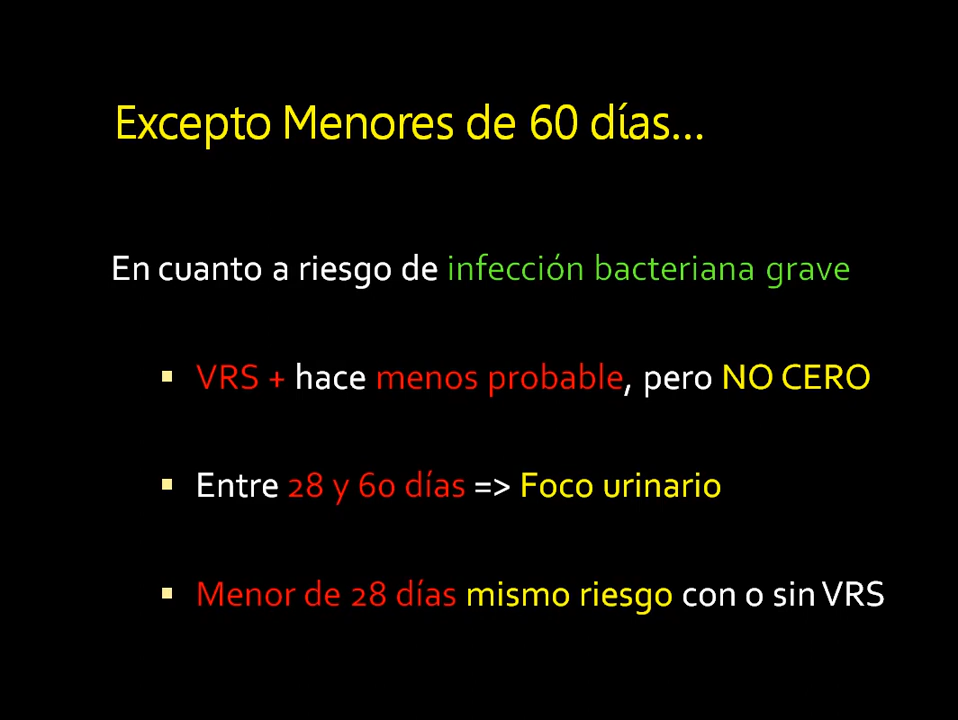 Excepto Menores de 60 días...
En cuanto a riesgo de infección bacteriana grave
▪ VRS + hace menos probable, pero NO CERO
▪ Entre 28 y 60 días => Foco urinario
▪ Menor de 28 días mismo riesgo con o sin VRS